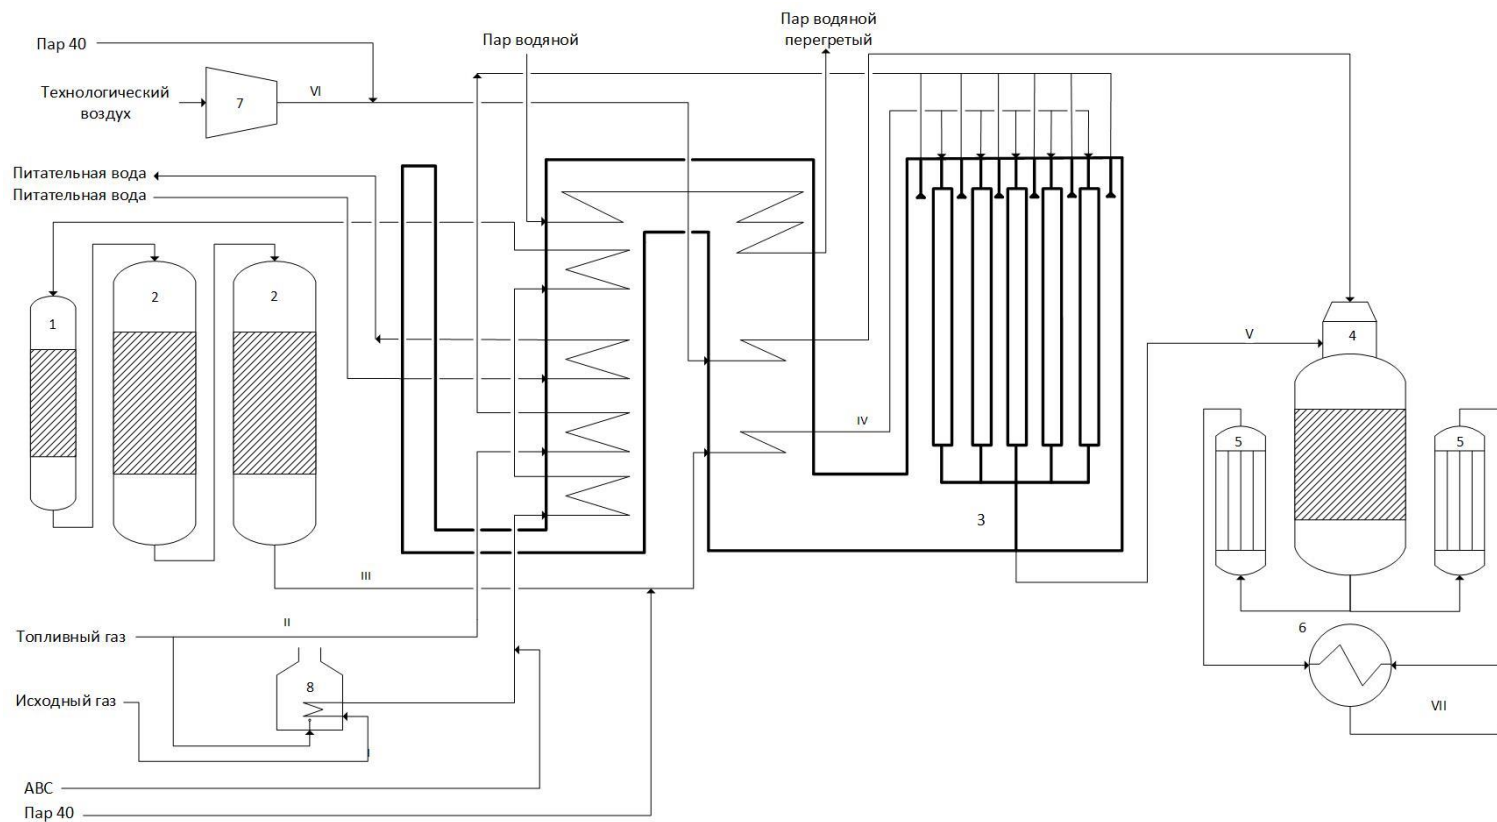 Пар водяной
перегретый
Пар 40
Пар водяной
Технологический
воздух
7
VI
Питательная вода
Питательная вода
2
2
1
4
V
IV
5
5
3
III
II
6
Топливный газ
8
Исходный газ
VII
I
АВС
Пар 40